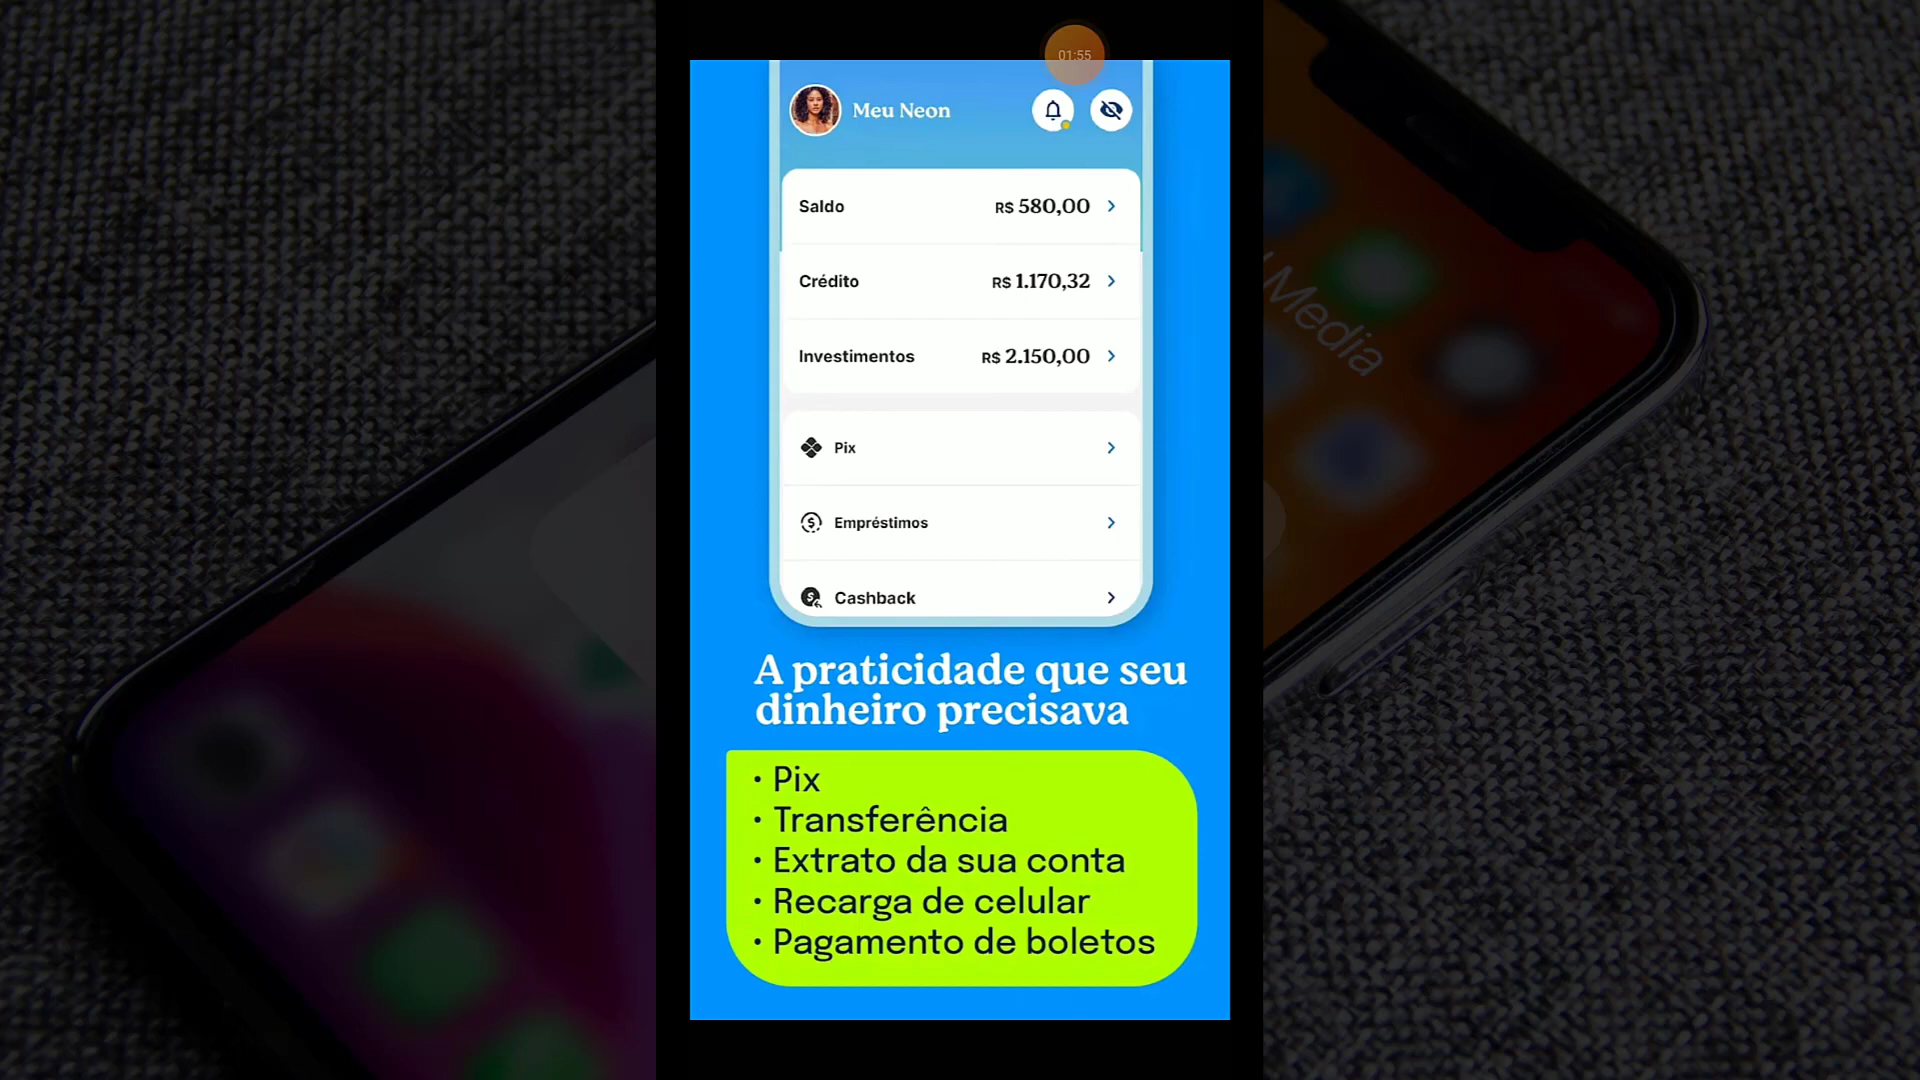 01:55
Meu Neon
Saldo R$ 580,00
Crédito R$ 1.170,32
Investimentos R$ 2.150,00
Pix
Empréstimos
Cashback
A praticidade que seu
dinheiro precisava
• Pix
• Transferência
• Extrato da sua conta
• Recarga de celular
• Pagamento de boletos
Media